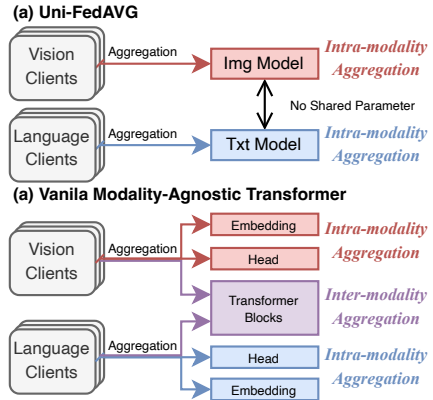 (a) Uni-FedAVG
Vision
Clients
Aggregation
Img Model
Intra-modality
Aggregation
No Shared Parameter
Language
Clients
Aggregation
Txt Model
Intra-modality
Aggregation
(a) Vanila Modality-Agnostic Transformer
Vision
Clients
Aggregation
Embedding
Head
Intra-modality
Aggregation
Transformer
Blocks
Inter-modality
Aggregation
Language
Clients
Aggregation
Head
Embedding
Intra-modality
Aggregation